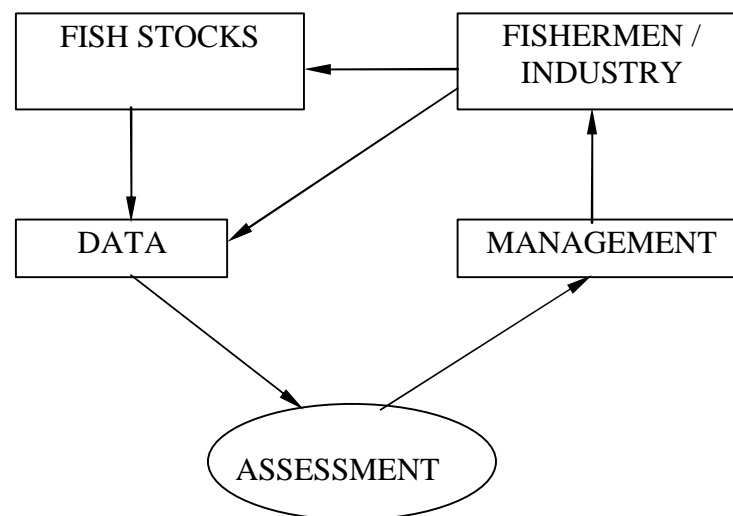 FISH STOCKS
FISHERMEN /
INDUSTRY
DATA
MANAGEMENT
ASSESSMENT